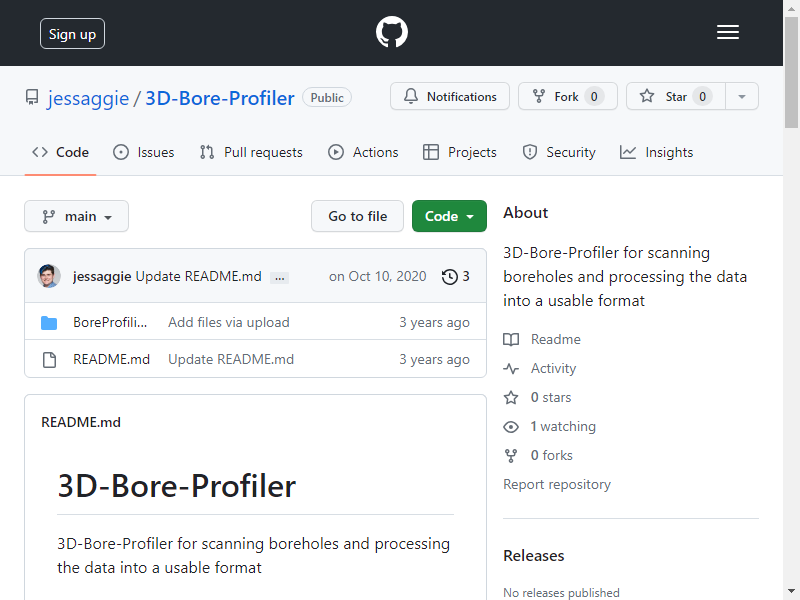 Sign up
jessaggie / 3D-Bore-Profiler Public
Notifications Fork 0 Star 0
Code Issues Pull requests Actions Projects Security Insights
main Go to file Code
jessaggie Update README.md ... on Oct 10, 2020 3
BoreProfili... Add files via upload 3 years ago
README.md Update README.md 3 years ago
README.md
3D-Bore-Profiler
3D-Bore-Profiler for scanning boreholes and processing
the data into a usable format
About
3D-Bore-Profiler for scanning
boreholes and processing the data
into a usable format
Readme
Activity
0 stars
1 watching
0 forks
Report repository
Releases
No releases published